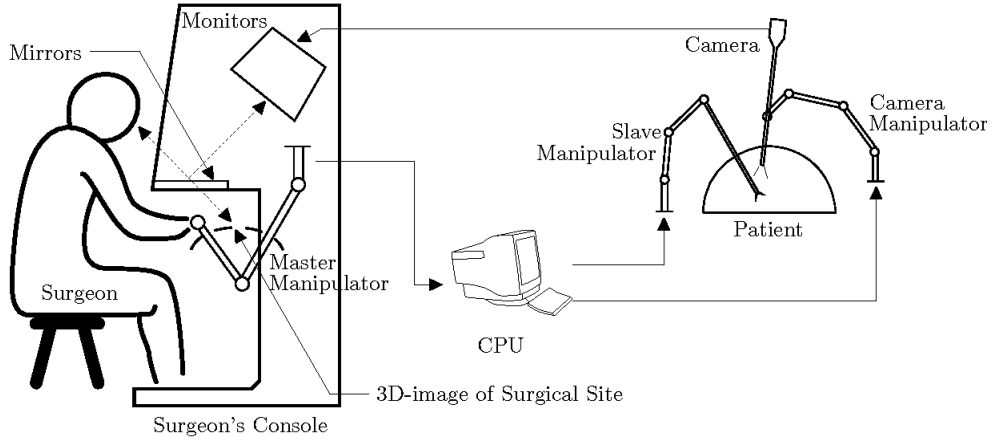 Monitors
Mirrors
Camera
Camera
Manipulator
Slave
Manipulator
Patient
Master
Manipulator
Surgeon
CPU
3D-image of Surgical Site
Surgeon's Console